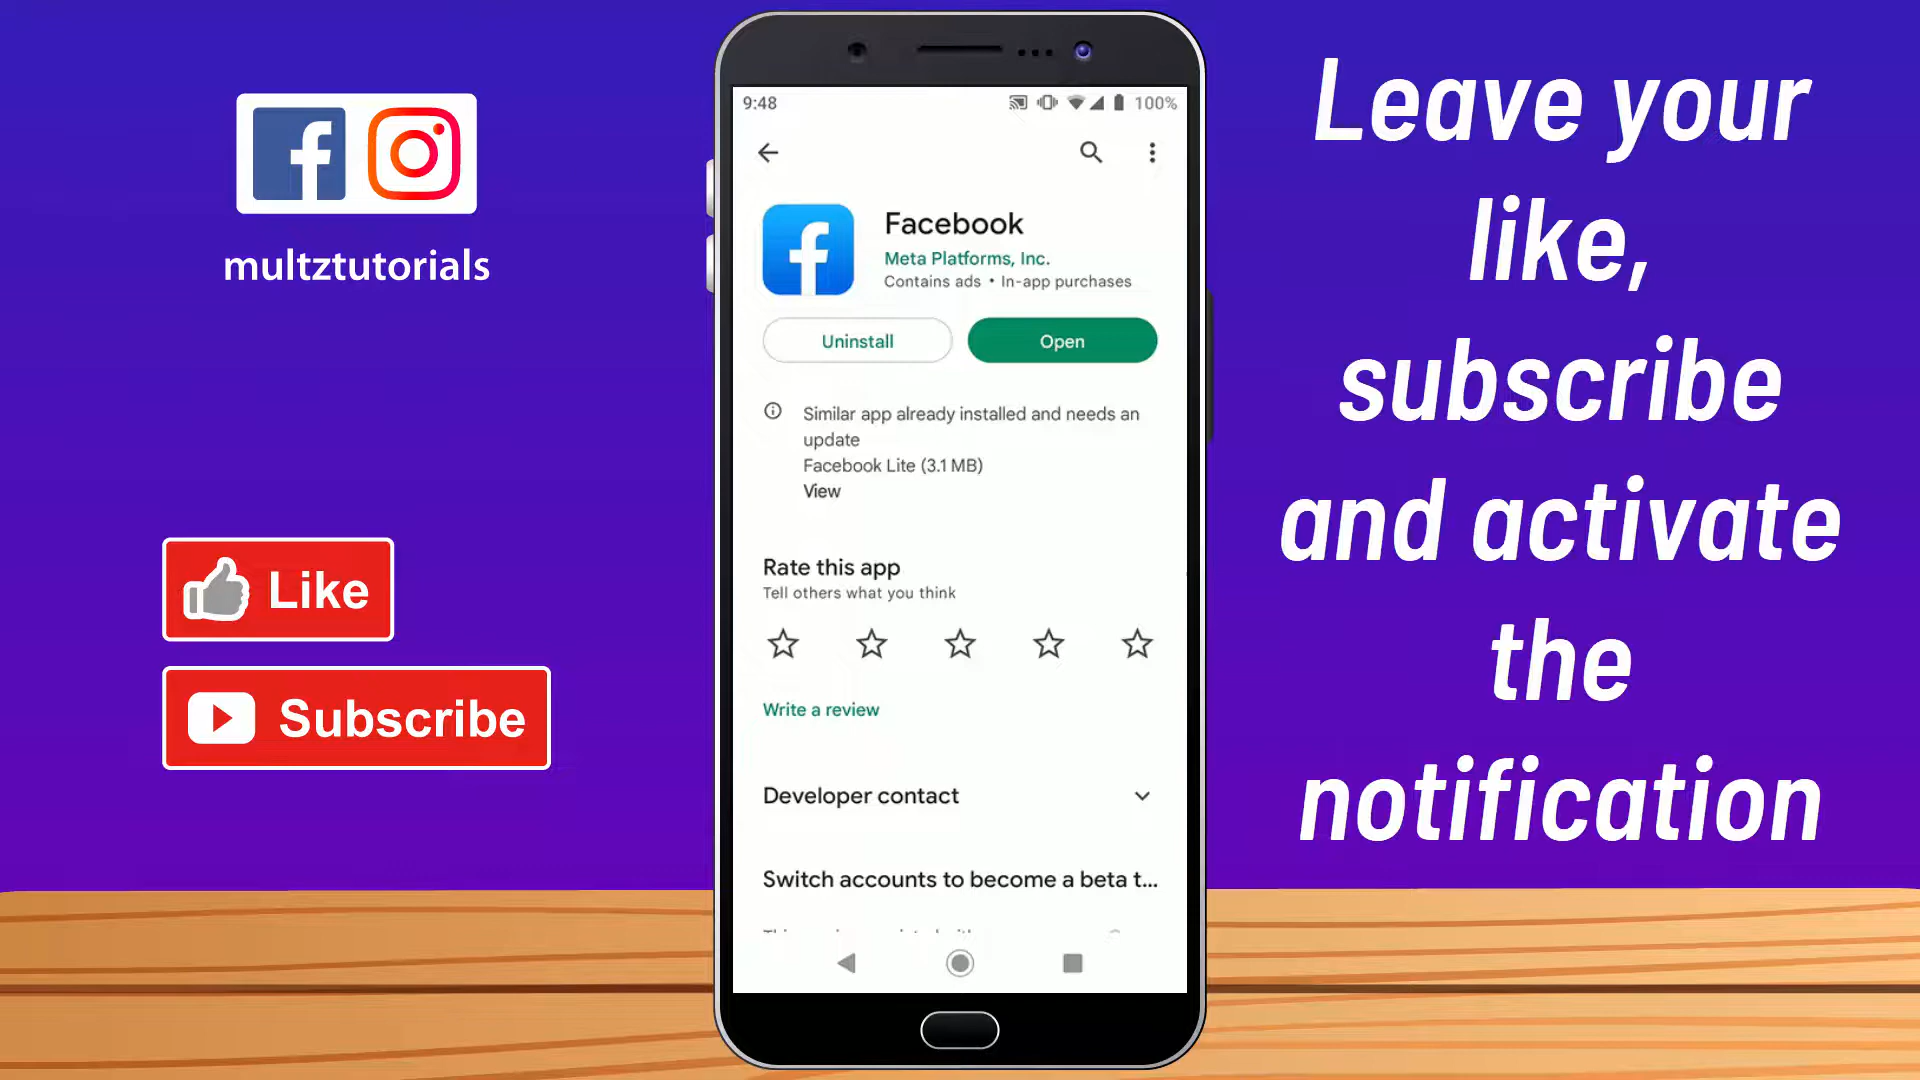 multztutorials
Like
Subscribe
9:48
100%
Facebook
Meta Platforms, Inc.
Contains ads • In-app purchases
Uninstall
Open
Similar app already installed and needs an
update
Facebook Lite (3.1 MB)
View
Rate this app
Tell others what you think
Write a review
Developer contact
Switch accounts to become a beta t...
Leave your
like,
subscribe
and activate
the
notification